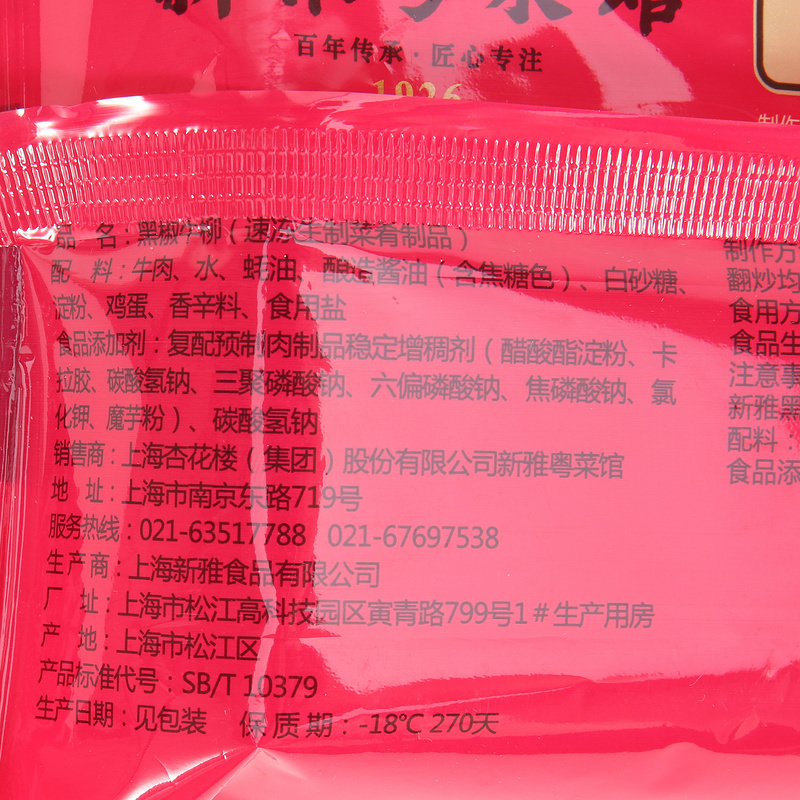 百年传承·匠心专注
1926
品 名：黑椒牛柳（速冻生制菜肴制品）
配 料：牛肉、水、蚝油、酿造酱油（含焦糖色）、白砂糖、
淀粉、鸡蛋、香辛料、食用盐
食品添加剂：复配预制肉制品稳定增稠剂（醋酸酯淀粉、卡
拉胶、碳酸氢钠、三聚磷酸钠、六偏磷酸钠、焦磷酸钠、氯
化钾、魔芋粉）、碳酸氢钠
销售商：上海杏花楼（集团）股份有限公司新雅粤菜馆
地 址：上海市南京东路719号
服务热线：021-63517788 021-67697538
生产商：上海新雅食品有限公司
厂 址：上海市松江高科技园区寅青路799号1#生产用房
产 地：上海市松江区
产品标准代号：SB/T 10379
生产日期：见包装 保质期：-18℃ 270天
制作方
翻炒均
食用方
食品生
注意事
新雅黑
配料：
食品添